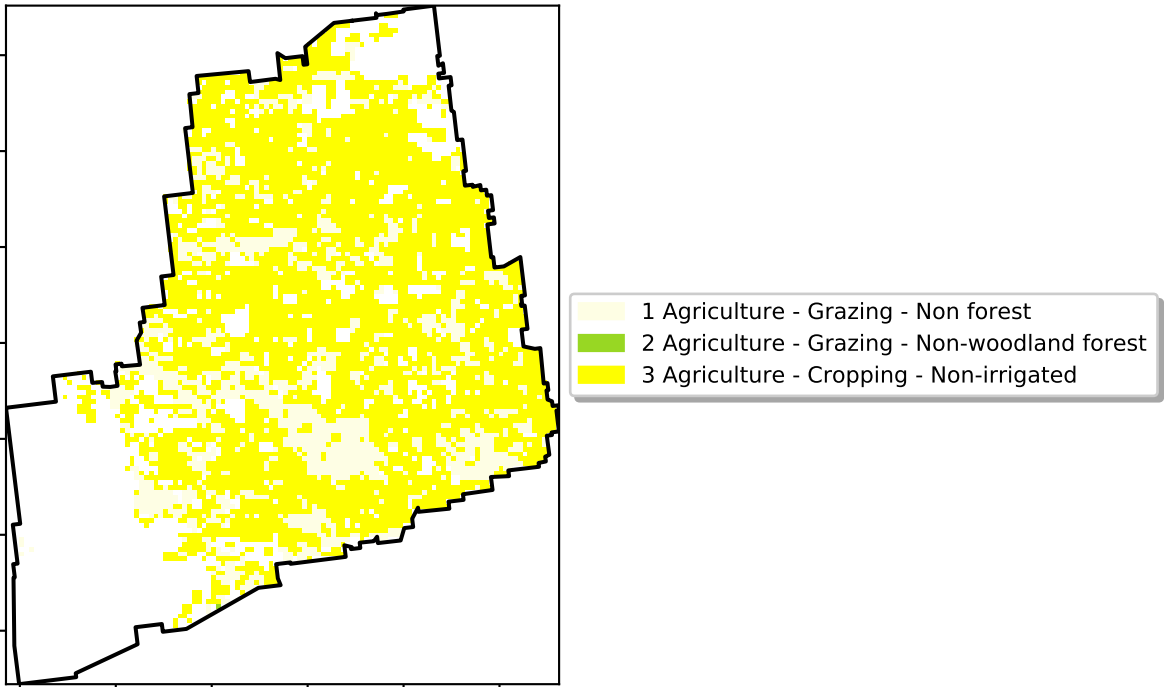 1 Agriculture - Grazing - Non forest
2 Agriculture - Grazing - Non-woodland forest
3 Agriculture - Cropping - Non-irrigated